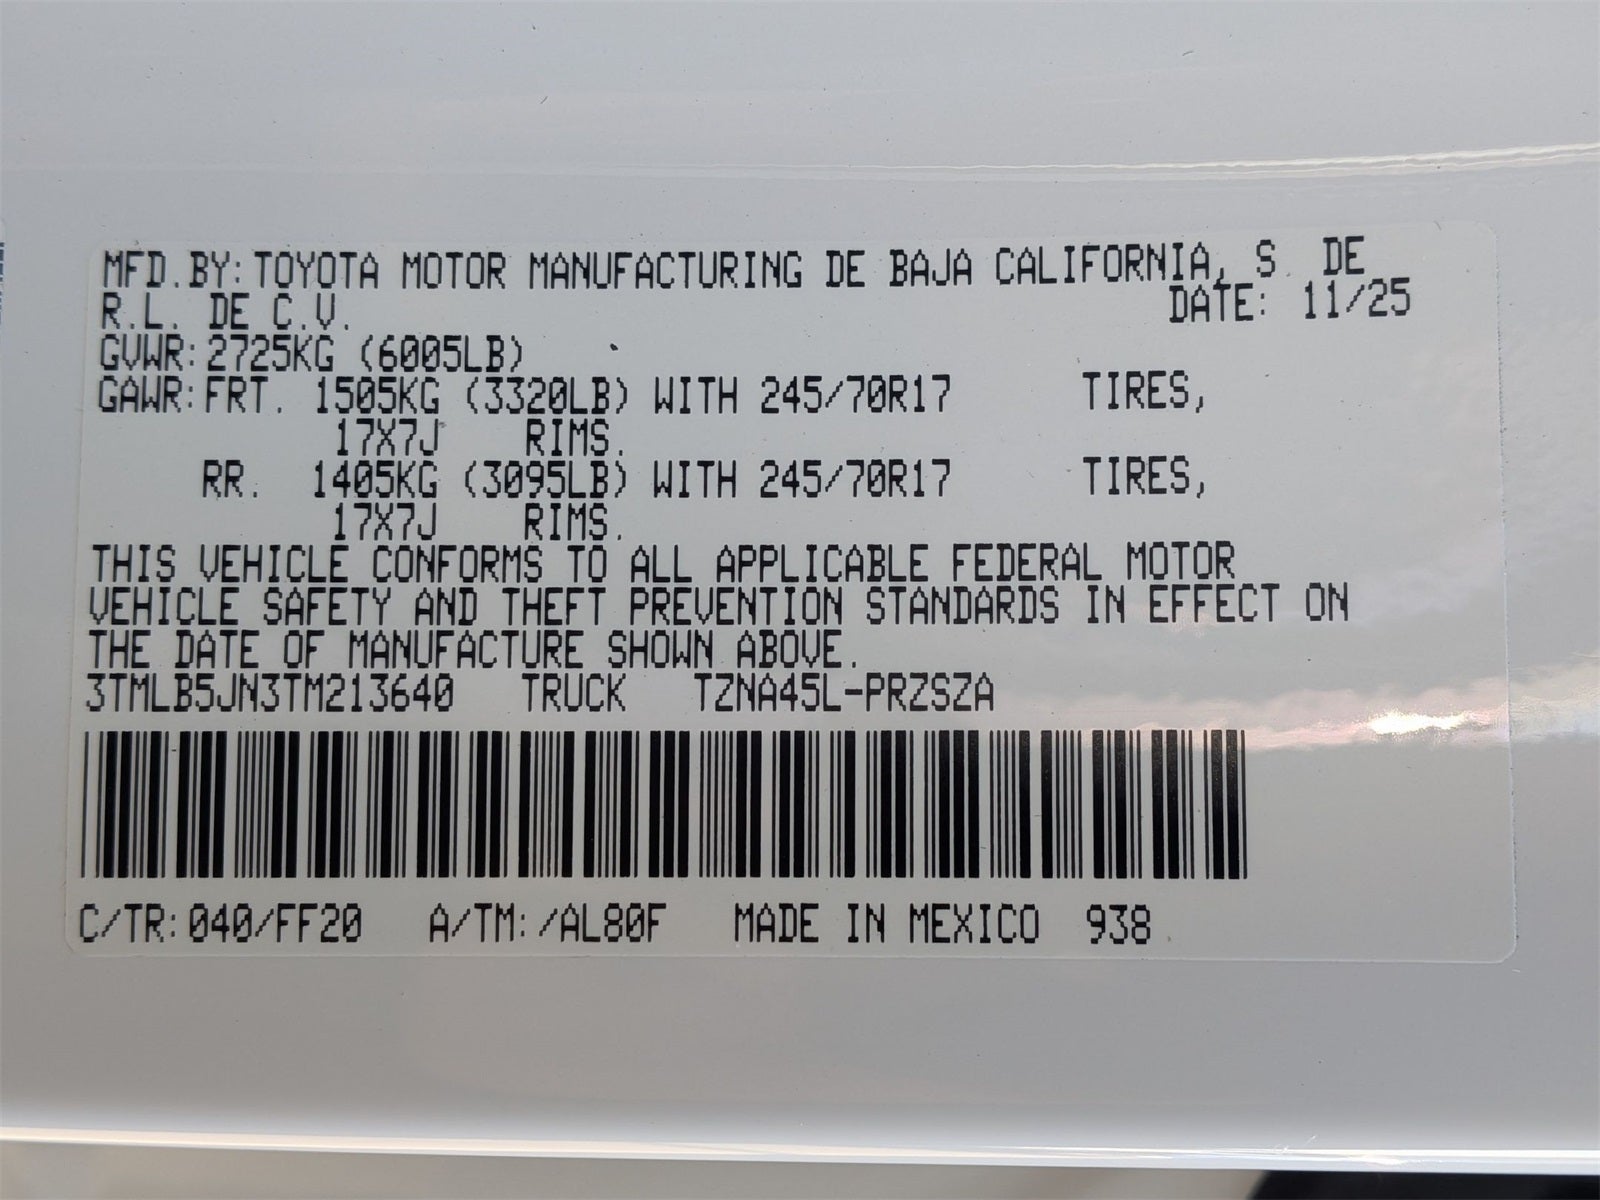 MFD.BY:TOYOTA MOTOR MANUFACTURING DE BAJA CALIFORNIA, S. DE
R.L. DE C.V. DATE: 11/25
GVWR:2725KG (6005LB)
GAWR:FRT. 1505KG (3320LB) WITH 245/70R17 TIRES,
17X7J RIMS.
RR. 1405KG (3095LB) WITH 245/70R17 TIRES,
17X7J RIMS.
THIS VEHICLE CONFORMS TO ALL APPLICABLE FEDERAL MOTOR
VEHICLE SAFETY AND THEFT PREVENTION STANDARDS IN EFFECT ON
THE DATE OF MANUFACTURE SHOWN ABOVE.
3TMLB5JN3TM213640 TRUCK TZNA45L-PRZSZA
C/TR:040/FF20 A/TM:/AL80F MADE IN MEXICO 938